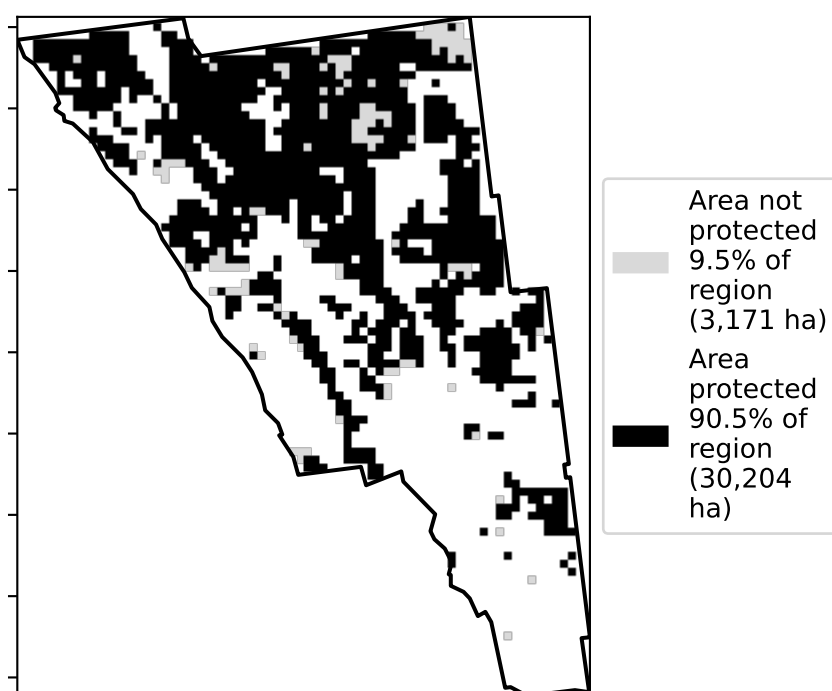 Area not
protected
9.5% of
region
(3,171 ha)
Area
protected
90.5% of
region
(30,204
ha)